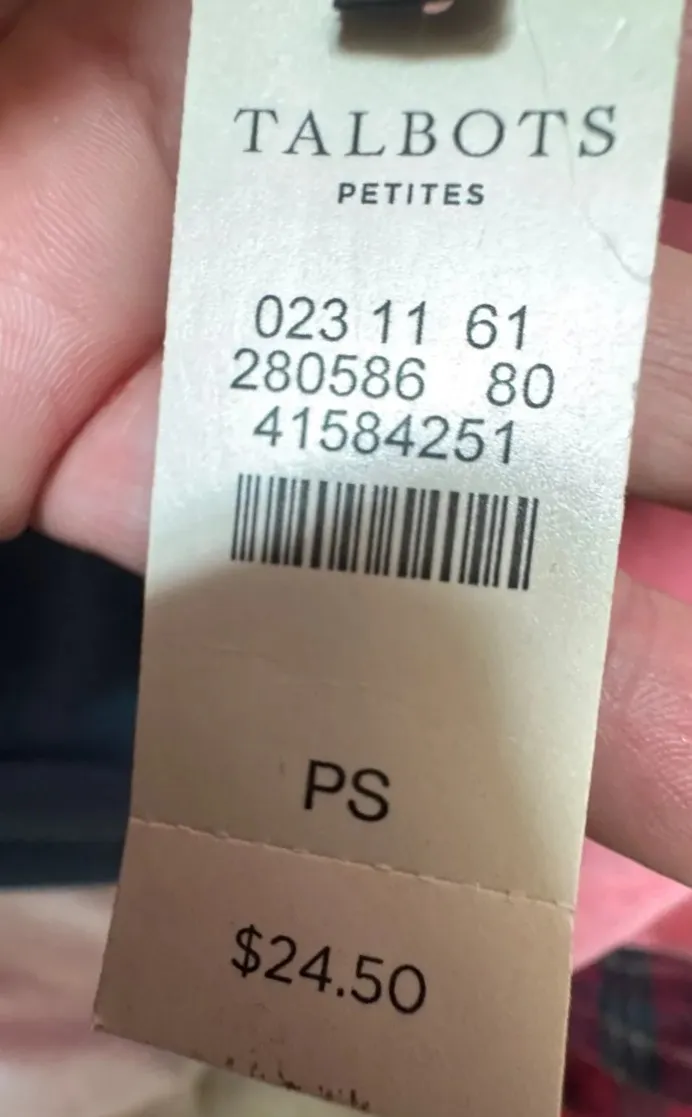 TALBOTS
PETITES
023 11 61
280586 80
41584251
PS
$24.50